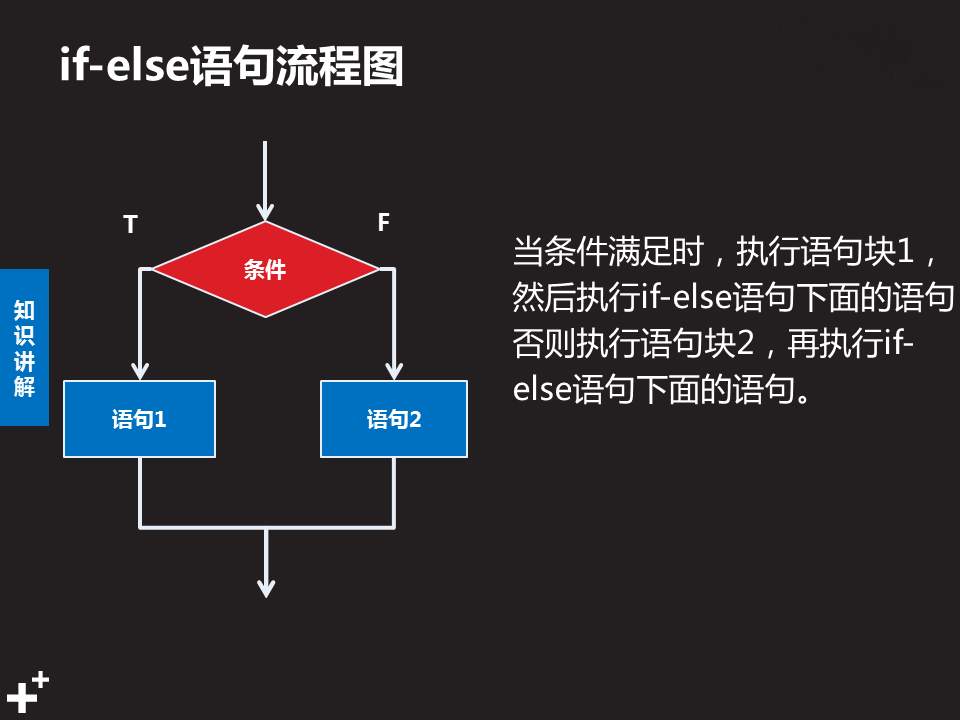 if-else语句流程图
T
F
条件
当条件满足时，执行语句块1，
然后执行if-else语句下面的语句
否则执行语句块2，再执行if-
else语句下面的语句。
知
识
讲
解
语句1
语句2